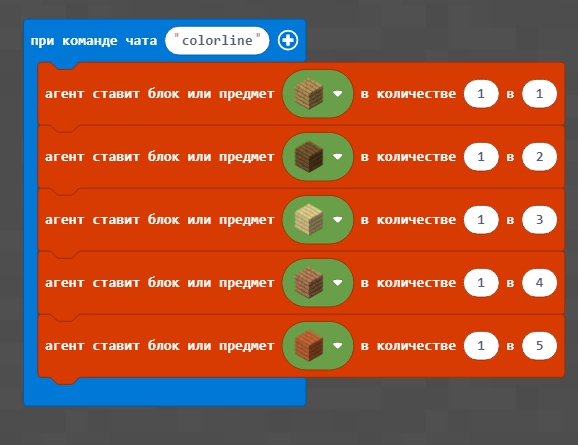 при команде чата "colorline"
агент ставит блок или предмет в количестве 1 в 1
агент ставит блок или предмет в количестве 1 в 2
агент ставит блок или предмет в количестве 1 в 3
агент ставит блок или предмет в количестве 1 в 4
агент ставит блок или предмет в количестве 1 в 5